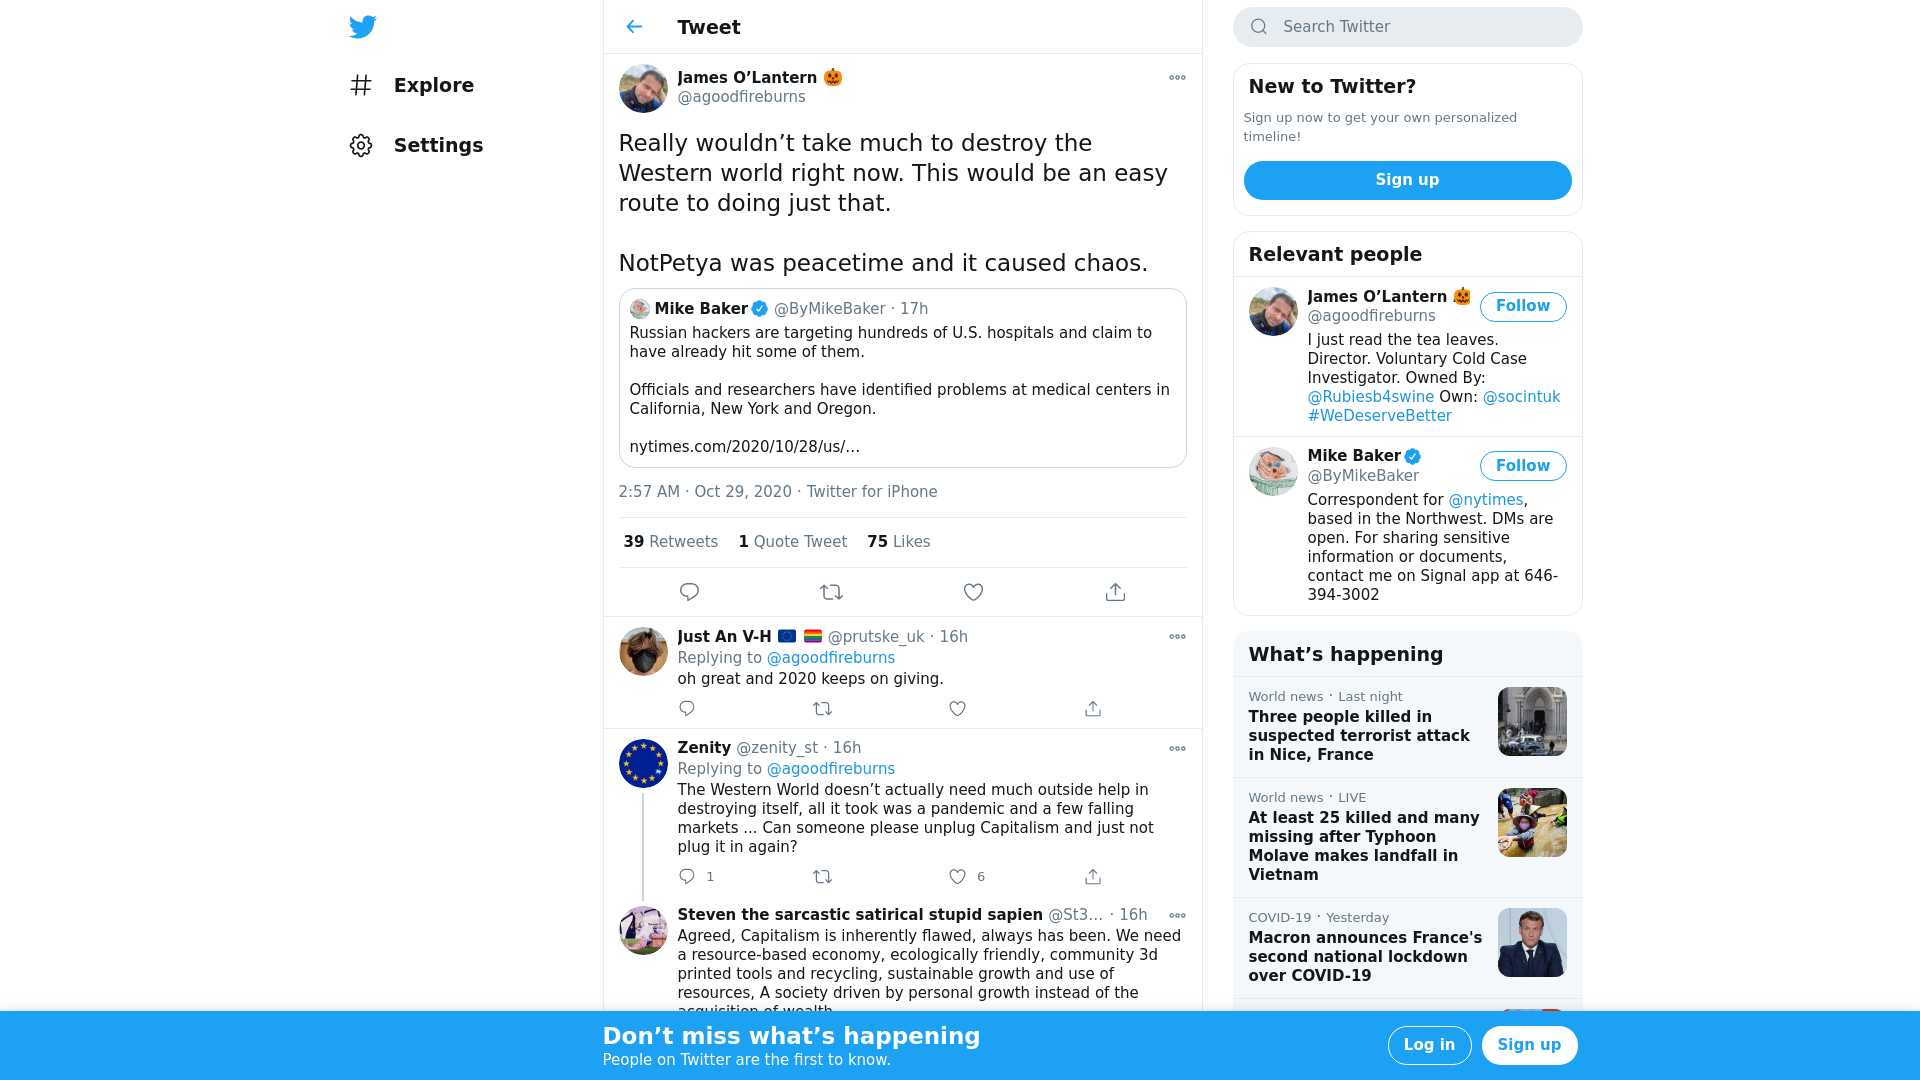 Explore
Settings
Tweet
James O’Lantern 🎃
@agoodfireburns
Really wouldn’t take much to destroy the
Western world right now. This would be an easy
route to doing just that.
NotPetya was peacetime and it caused chaos.
Mike Baker @ByMikeBaker · 17h
Russian hackers are targeting hundreds of U.S. hospitals and claim to
have already hit some of them.
Officials and researchers have identified problems at medical centers in
California, New York and Oregon.
nytimes.com/2020/10/28/us/…
2:57 AM · Oct 29, 2020 · Twitter for iPhone
39 Retweets 1 Quote Tweet 75 Likes
Just An V-H 🇪🇺 🏳️‍🌈 @prutske_uk · 16h
Replying to @agoodfireburns
oh great and 2020 keeps on giving.
Zenity @zenity_st · 16h
Replying to @agoodfireburns
The Western World doesn’t actually need much outside help in
destroying itself, all it took was a pandemic and a few falling
markets ... Can someone please unplug Capitalism and just not
plug it in again?
1 6
Steven the sarcastic satirical stupid sapien @St3… · 16h
Agreed, Capitalism is inherently flawed, always has been. We need
a resource-based economy, ecologically friendly, community 3d
printed tools and recycling, sustainable growth and use of
resources, A society driven by personal growth instead of the
acquisition of wealth
Search Twitter
New to Twitter?
Sign up now to get your own personalized
timeline!
Sign up
Relevant people
James O’Lantern 🎃
@agoodfireburns
Follow
I just read the tea leaves.
Director. Voluntary Cold Case
Investigator. Owned By:
@Rubiesb4swine Own: @socintuk
#WeDeserveBetter
Mike Baker
@ByMikeBaker
Follow
Correspondent for @nytimes,
based in the Northwest. DMs are
open. For sharing sensitive
information or documents,
contact me on Signal app at 646-
394-3002
What’s happening
World news · Last night
Three people killed in
suspected terrorist attack
in Nice, France
World news · LIVE
At least 25 killed and many
missing after Typhoon
Molave makes landfall in
Vietnam
COVID-19 · Yesterday
Macron announces France's
second national lockdown
over COVID-19
Don’t miss what’s happening
People on Twitter are the first to know.
Log in
Sign up